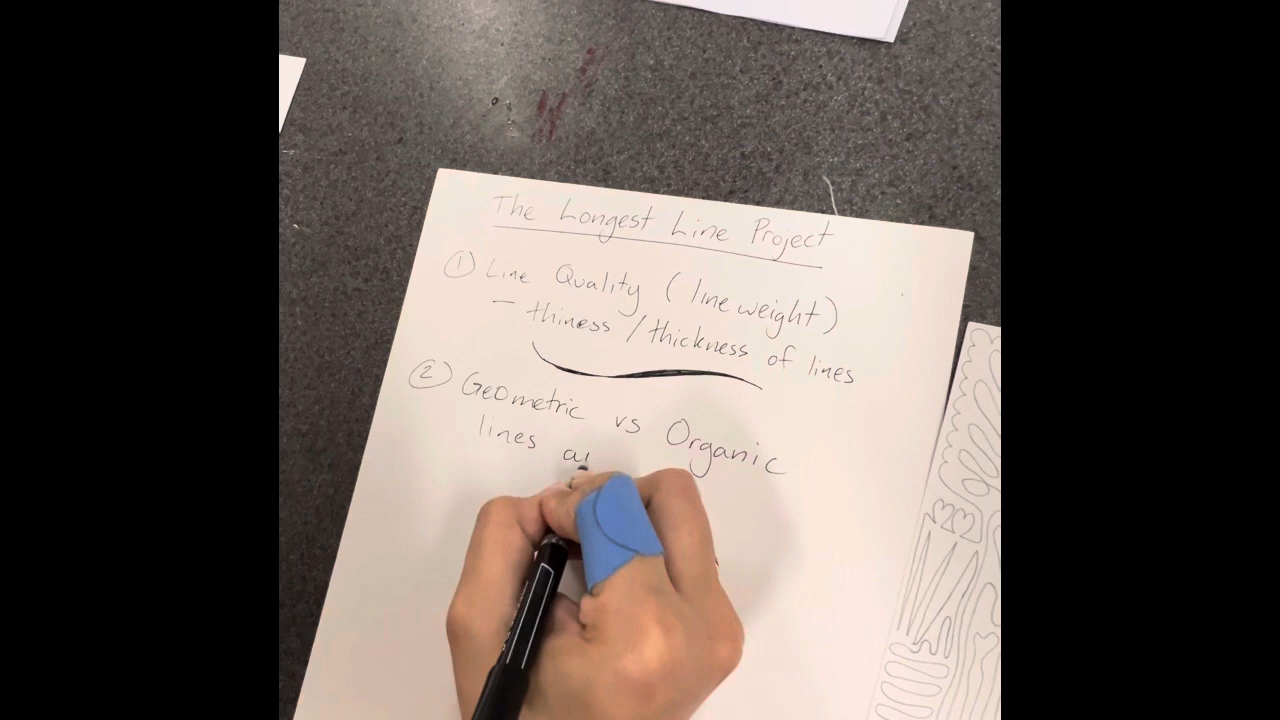 The Longest Line Project
① Line Quality (line weight)
- thiness / thickness of lines
② Geometric vs Organic
lines